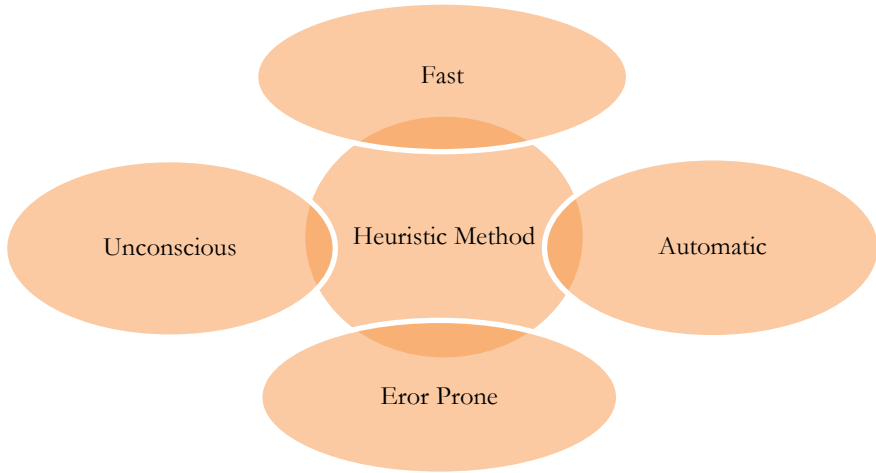 Fast
Unconscious
Heuristic Method
Automatic
Eror Prone